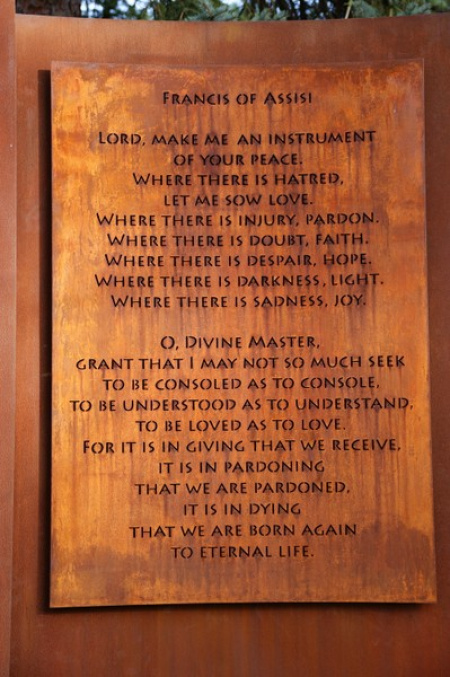 Francis of Assisi
Lord, make me an instrument
of your peace.
Where there is hatred,
let me sow love.
Where there is injury, pardon.
Where there is doubt, faith.
Where there is despair, hope.
Where there is darkness, light.
Where there is sadness, joy.
O, Divine Master,
grant that I may not so much seek
to be consoled as to console,
to be understood as to understand,
to be loved as to love.
For it is in giving that we receive,
it is in pardoning
that we are pardoned,
it is in dying
that we are born again
to eternal life.